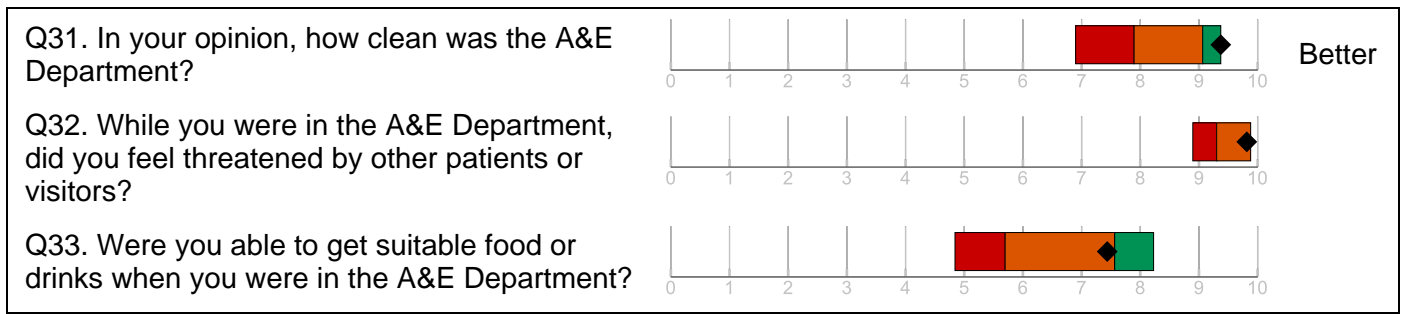 Q31. In your opinion, how clean was the A&E
Department?
0 1 2 3 4 5 6 7 8 9 10
Better
Q32. While you were in the A&E Department,
did you feel threatened by other patients or
visitors?
0 1 2 3 4 5 6 7 8 9 10
Q33. Were you able to get suitable food or
drinks when you were in the A&E Department?
0 1 2 3 4 5 6 7 8 9 10